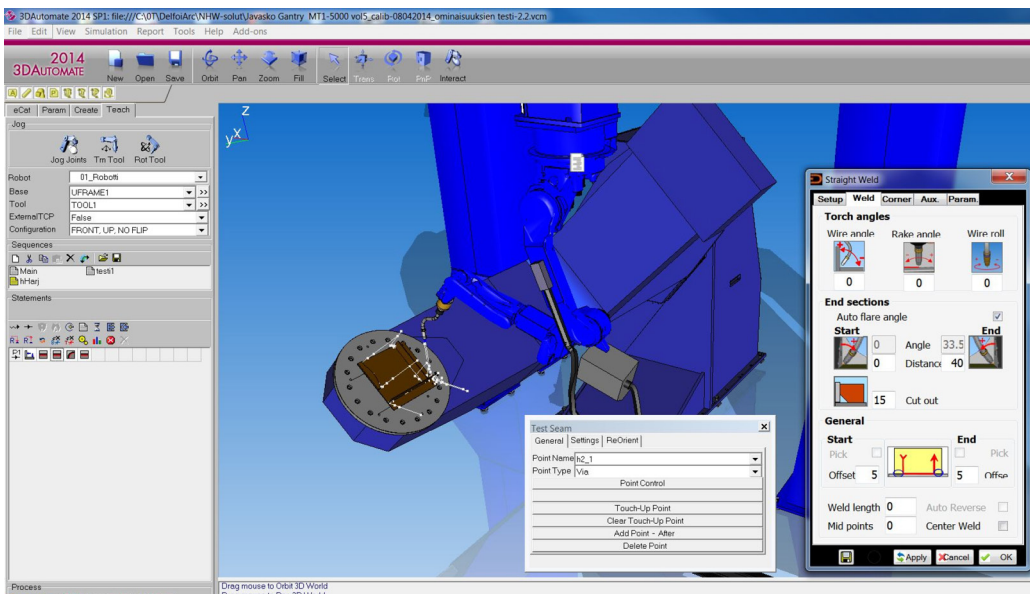 3DAutomate 2014 SP1: file:///C:\0T\DelfoiArc\NHW-solut\Javasko Gantry MT1-5000 vol5_calib-08042014_ominaisuuksien testi-2.2.vcm
File Edit View Simulation Report Tools Help Add-ons
2014
3DAUTOMATE
New Open Save Orbit Pan Zoom Fill Select Trans Rot PnP Interact
eCat Param Create Teach
Jog
Jog Joints Trn Tool Rot Tool
Robot 01_Robotti
Base UFRAME1 >>
Tool TOOL1 >>
ExternalTCP False
Configuration FRONT, UP, NO FLIP
Sequences
Main testi1
hHarj
Statements
Process
Z
y X
Drag mouse to Orbit 3D World
Test Seam
General Settings ReOrient
Point Name h2_1
Point Type Via
Point Control
Touch-Up Point
Clear Touch-Up Point
Add Point - After
Delete Point
Straight Weld
Setup Weld Corner Aux. Param.
Torch angles
Wire angle Rake angle Wire roll
0 0 0
End sections
Auto flare angle
Start End
0 Angle 33.5
0 Distance 40
15 Cut out
General
Start End
Pick Pick
Offset 5 5 Offse
Weld length 0 Auto Reverse
Mid points 0 Center Weld
Apply Cancel OK